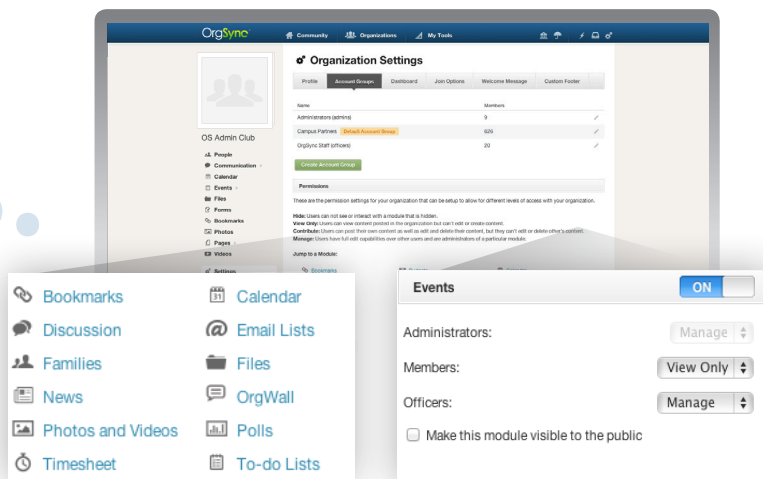 OrgSync
Community Organizations My Tools
Organization Settings
Profile Account Groups Dashboard Join Options Welcome Message Custom Footer
Name Members
Administrators (admins) 9
Campus Partners Default Account Group 626
OrgSync Staff (officers) 20
Create Account Group
Permissions
These are the permission settings for your organization that can be setup to allow for different levels of access with your organization.
Hide: Users can not see or interact with a module that is hidden.
View Only: Users can view content posted in the organization but can't edit or create content.
Contribute: Users can post their own content as well as edit and delete their content, but they can't edit or delete other's content.
Manage: Users have full edit capabilities over other users and are administrators of a particular module.
Jump to a Module:
Bookmarks
OS Admin Club
People
Communication
Calendar
Events
Files
Forms
Bookmarks
Photos
Pages
Videos
Settings
Bookmarks Calendar
Discussion Email Lists
Families Files
News OrgWall
Photos and Videos Polls
Timesheet To-do Lists
Events ON
Administrators: Manage
Members: View Only
Officers: Manage
Make this module visible to the public